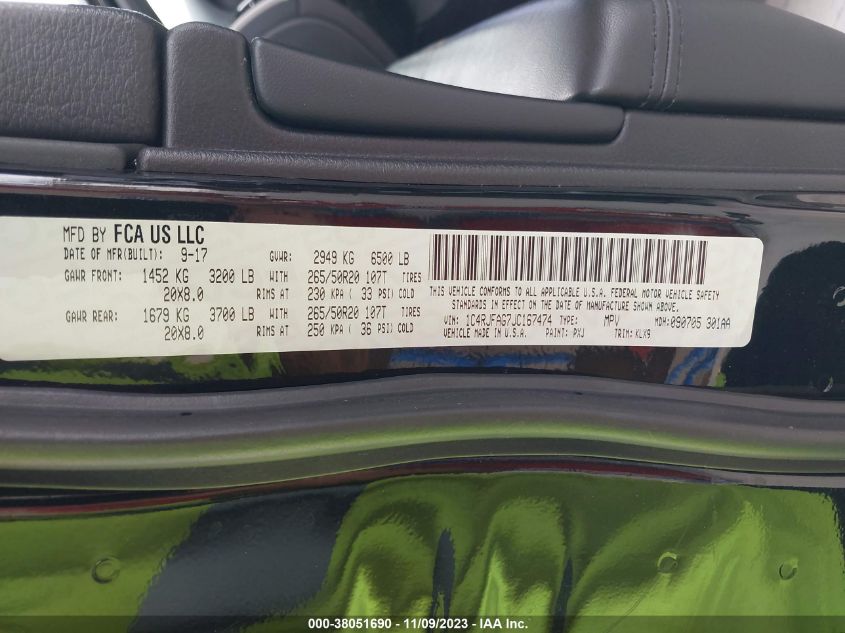 MFD BY FCA US LLC
DATE OF MFR(BUILT): 9-17 GVWR: 2949 KG 6500 LB
GAWR FRONT: 1452 KG 3200 LB WITH 265/50R20 107T TIRES
20X8.0 RIMS AT 230 KPA ( 33 PSI) COLD
GAWR REAR: 1679 KG 3700 LB WITH 265/50R20 107T TIRES
20X8.0 RIMS AT 250 KPA ( 36 PSI) COLD
THIS VEHICLE CONFORMS TO ALL APPLICABLE U.S.A. FEDERAL MOTOR VEHICLE SAFETY
STANDARDS IN EFFECT ON THE DATE OF MANUFACTURE SHOWN ABOVE.
VIN: 1C4RJFAG7JC167474 TYPE: MPV MDH: 090705 301AA
VEHICLE MADE IN U.S.A. PAINT: PXJ TRIM: KLX9
000-38051690 — 11/09/2023 - IAA Inc.